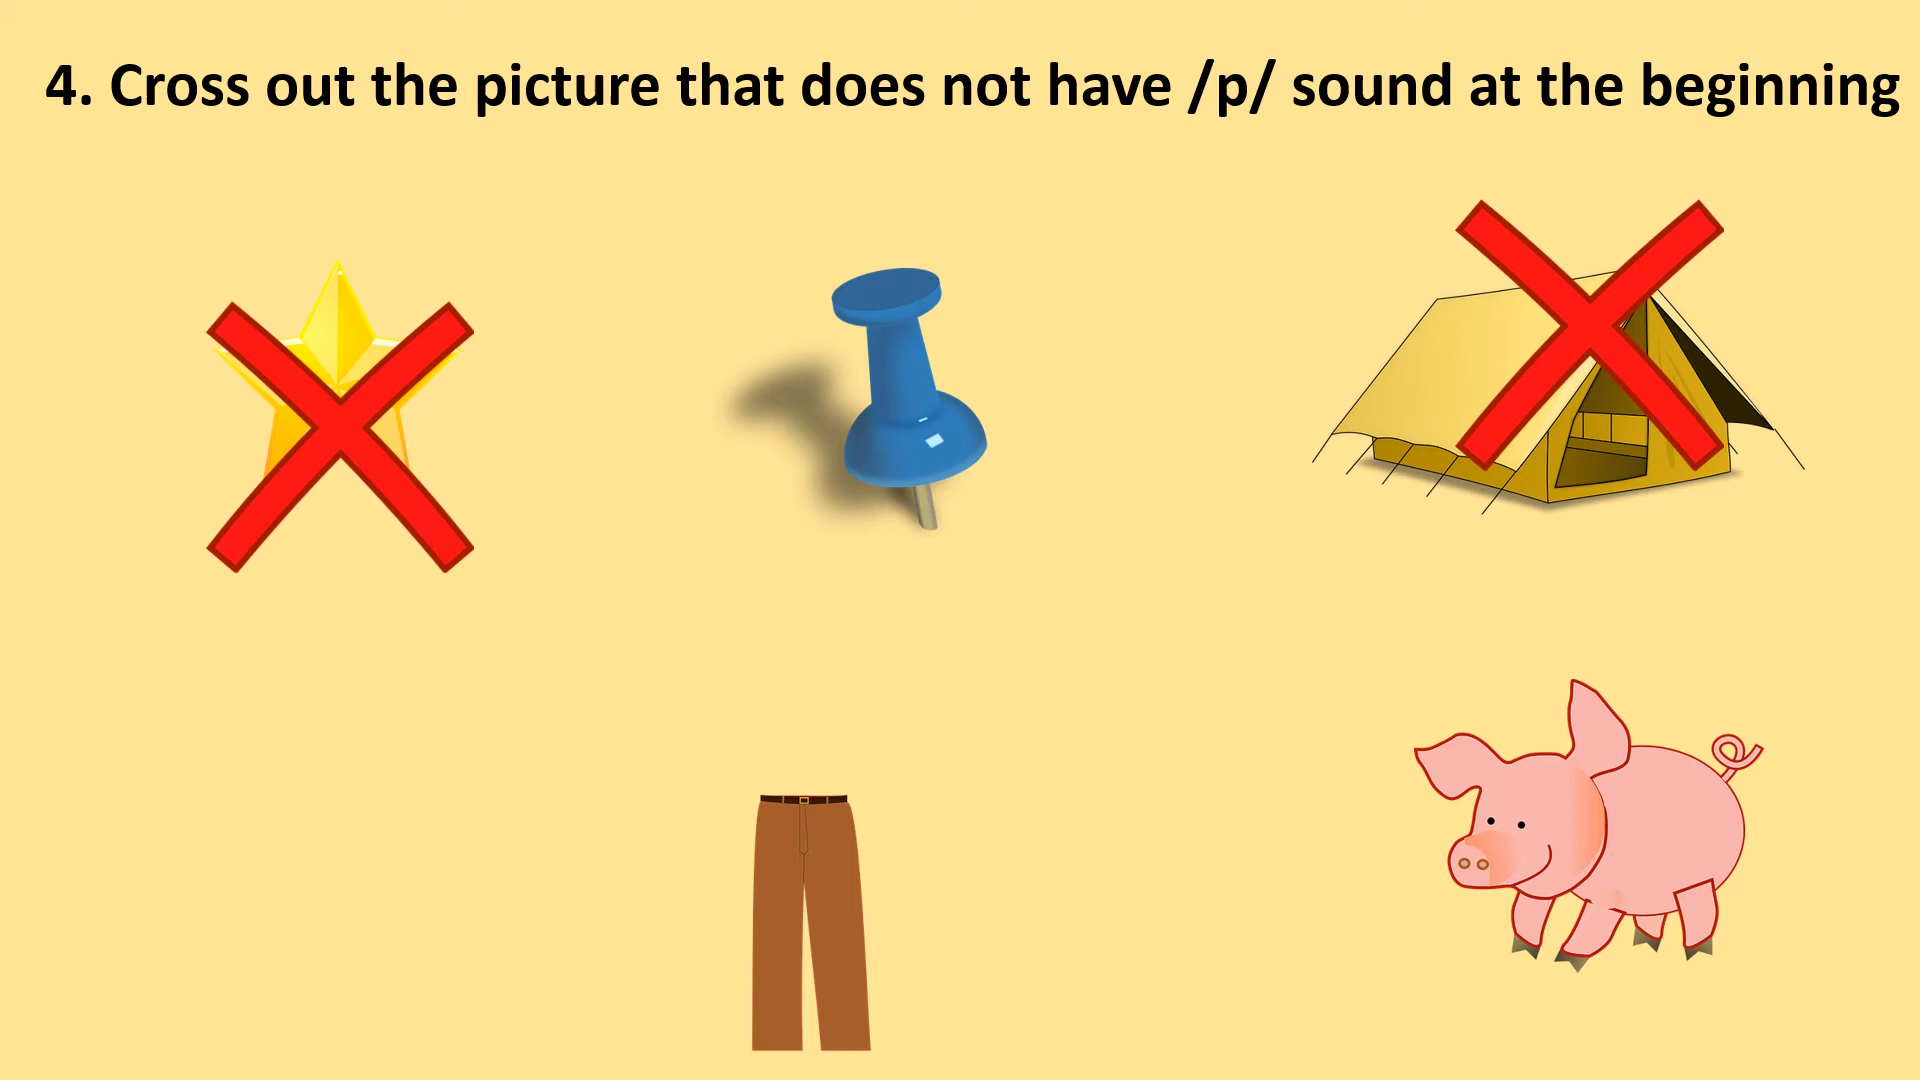 4. Cross out the picture that does not have /p/ sound at the beginning